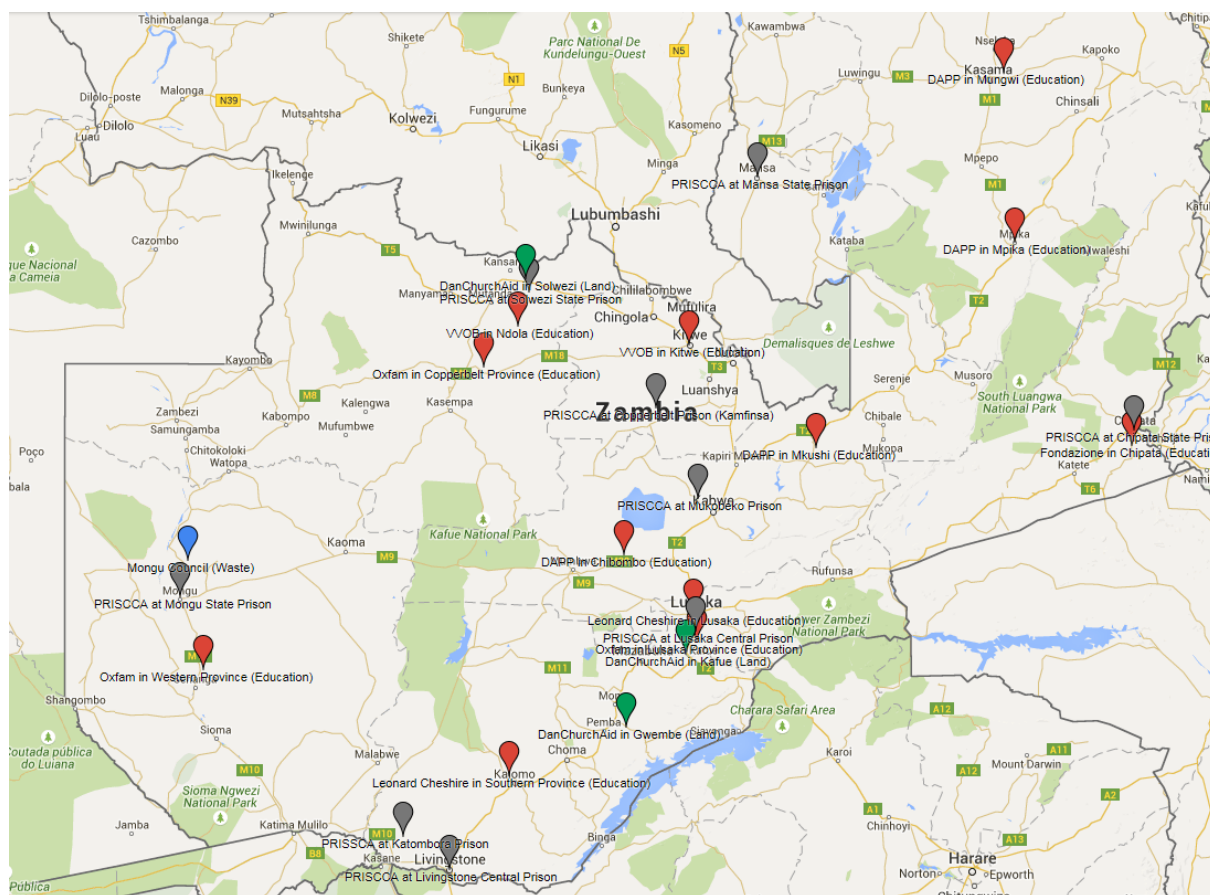 Tshimbalanga
Dilolo-poste
Dilolo
Luau
Malonga
N39
Mutsahtsha
Shikete
Kolwezi
N1
Fungurume
Likasi
Parc National De
Kundelungu-Ouest
Bunkeya
N5
Kasomeno
Minga
Lubumbashi
Kawambwa
Luwingu
M3
Kasama
DAPP in Mungwi (Education)
M1
Kapoko
Chinsali
M13
Mansa
PRISCCA at Mansa State Prison
Mpepo
M1
Mpika
DAPP in Mpika (Education)
Kataba
T2
Ikelenge
Mwinilunga
Cazombo
T5
Manyama
DanChurchAid in Solwezi (Land)
PRISCCA at Solwezi State Prison
VVOB in Ndola (Education)
Oxfam in Copperbelt Province (Education)
Chililabombwe
Mufulira
Chingola
VVOB in Kitwe (Education)
M18
T3
Luanshya
Demalisques de
Leshwe
Musoro
Serenje
South Luangwa
National Park
M12
Kayombo
M8
Zambezi
Samungamba
Kabompo
Kalengwa
Mufumbwe
Kasempa
Zambia
PRISCCA at Copperbelt Prison (Kamfinsa)
Chibale
Mukopa
DAPP in Mkushi (Education)
PRISCCA at Chipata State Pris
Fondazione in Chipata (Educati
Katete
T6
Poço
Chitokoloki
Watopa
Kabwe
PRISCCA at Mukobeko Prison
Kafue National Park
Kaoma
M9
DAPP in Chibombo (Education)
T2
M9
Rufunsa
Mongu Council (Waste)
Mongu
PRISCCA at Mongu State Prison
Lusaka
Leonard Cheshire in Lusaka (Education)
PRISCCA at Lusaka Central Prison
Oxfam in Lusaka Province (Education)
DanChurchAid in Kafue (Land)
Lower Zambezi
National Park
Oxfam in Western Province (Education)
M11
T2
Shangombo
Sioma
Pemba
DanChurchAid in Gwembe (Land)
Siavonga
Charara Safari Area
A12
Coutada pública
do Luiana
Malabwe
Choma
Karoi
A11
Mount Darwin
Kalomo
Leonard Cheshire in Southern Province (Education)
M10
Sioma Ngwezi
National Park
A12
A2
Jamba
Katima Mulilo
M10
PRISSCA at Katombora Prison
B8
Kasane
Livingstone
PRISCCA at Livingstone Central Prison
Binga
A1
Chinhoyi
A13
Harare
Norton
Epworth